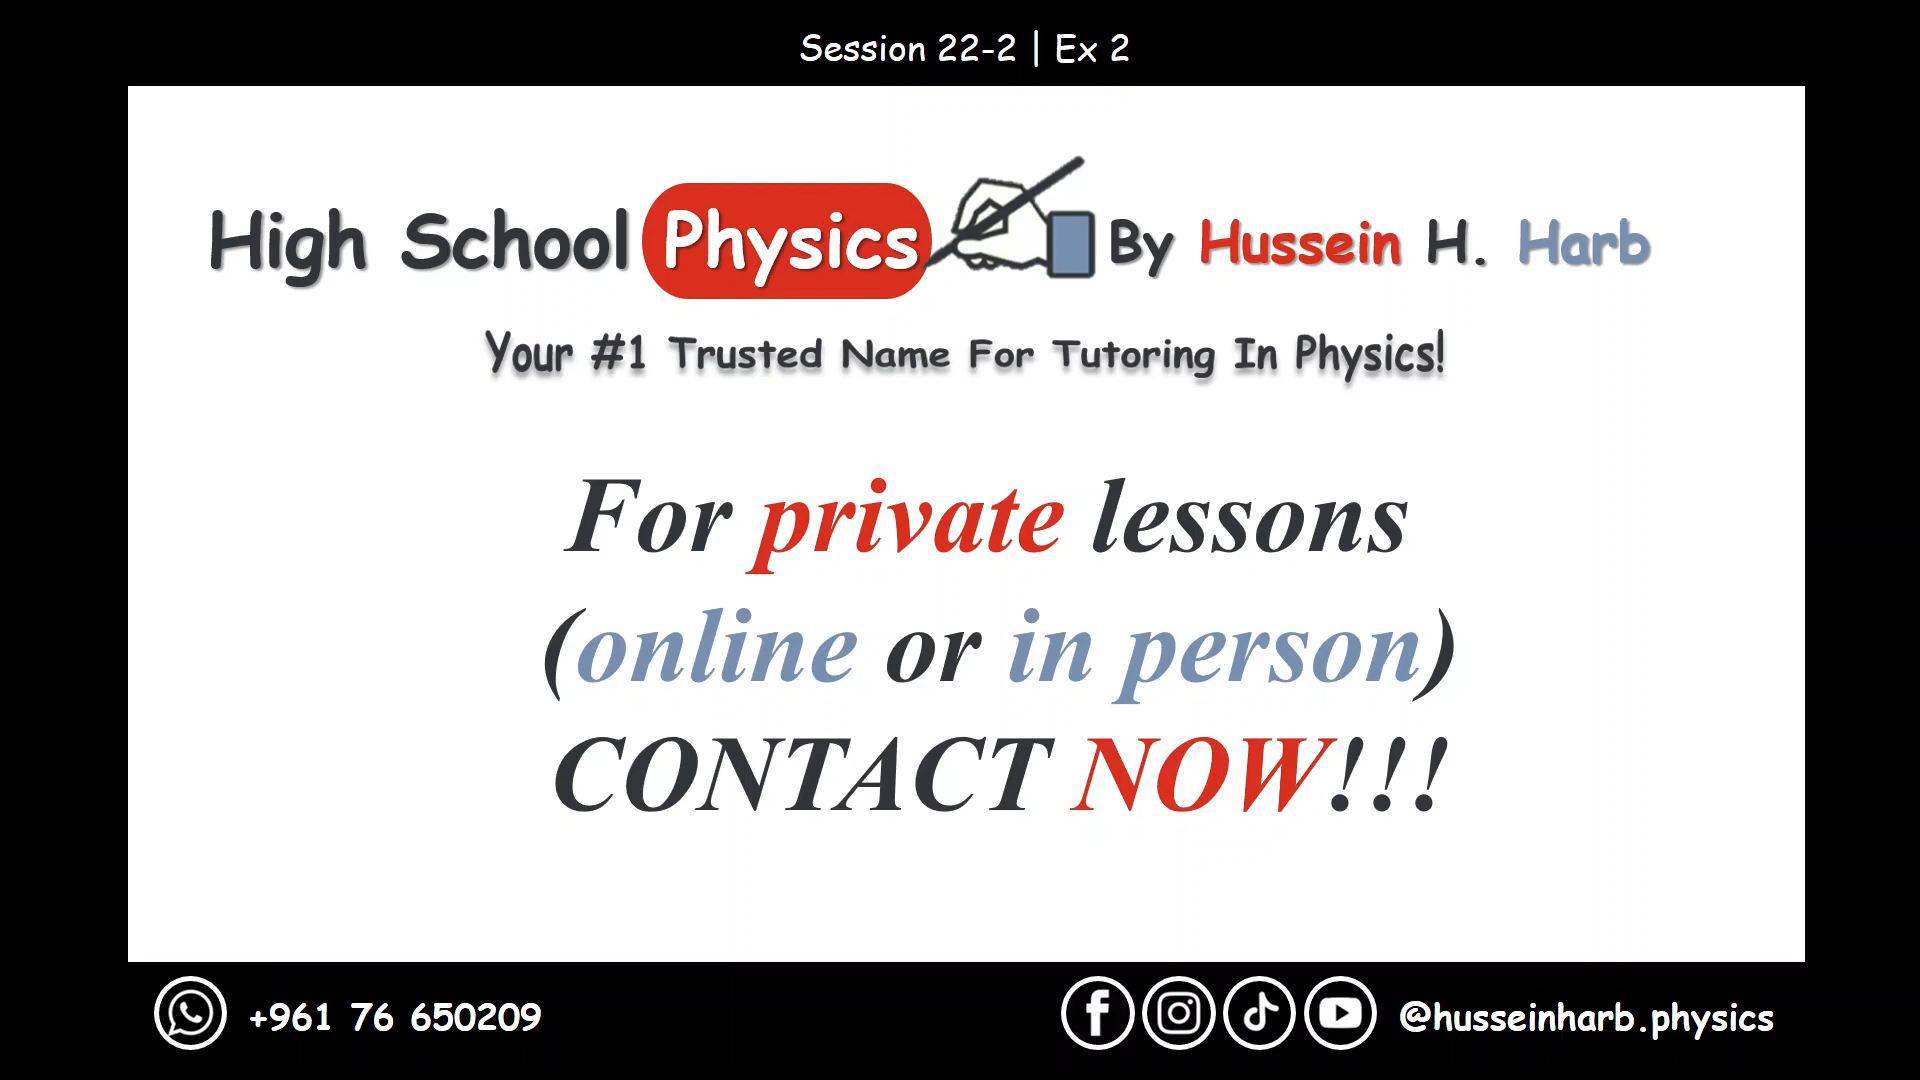 Session 22-2 | Ex 2
High School Physics By Hussein H. Harb
Your #1 Trusted Name For Tutoring In Physics!
For private lessons
(online or in person)
CONTACT NOW!!!
+961 76 650209 @husseinharb.physics